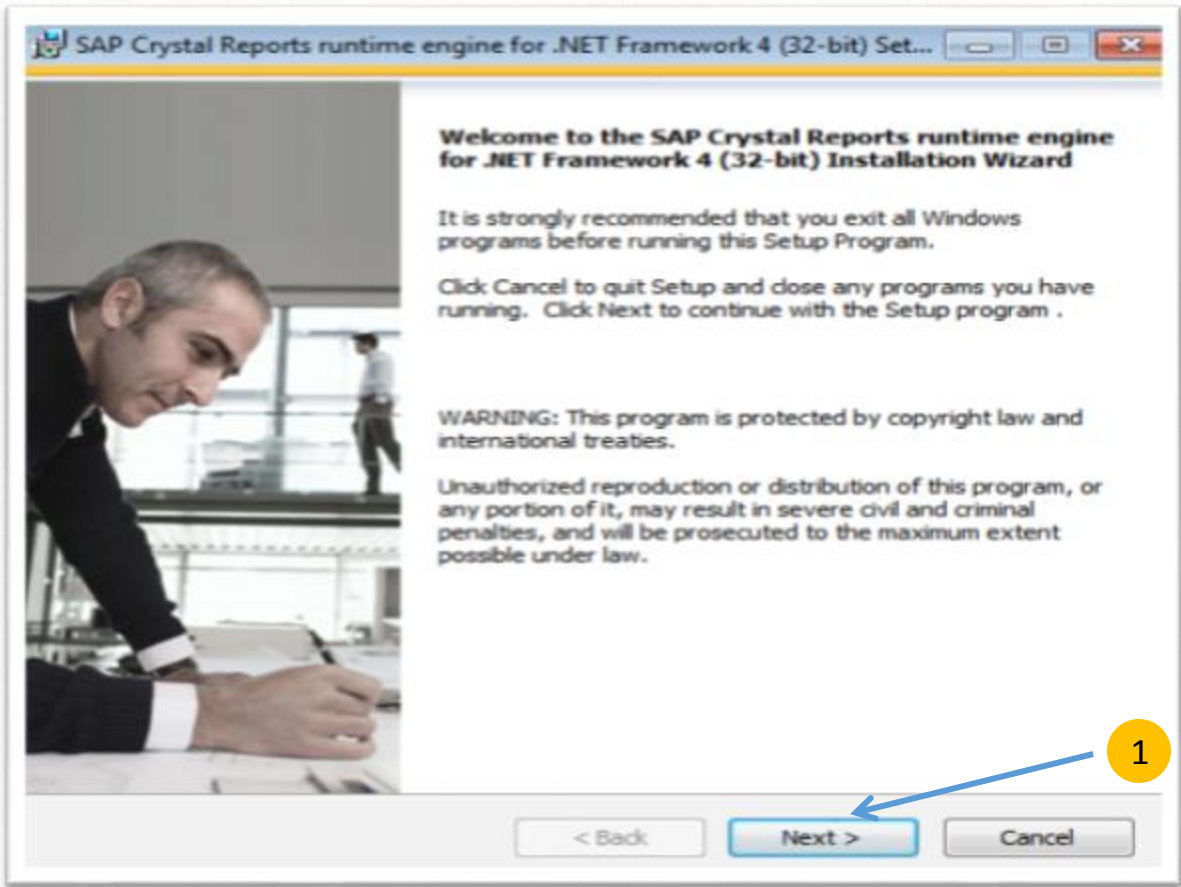 SAP Crystal Reports runtime engine for .NET Framework 4 (32-bit) Set...
Welcome to the SAP Crystal Reports runtime engine
for .NET Framework 4 (32-bit) Installation Wizard
It is strongly recommended that you exit all Windows
programs before running this Setup Program.
Click Cancel to quit Setup and close any programs you have
running. Click Next to continue with the Setup program .
WARNING: This program is protected by copyright law and
international treaties.
Unauthorized reproduction or distribution of this program, or
any portion of it, may result in severe civil and criminal
penalties, and will be prosecuted to the maximum extent
possible under law.
1
< Back Next > Cancel